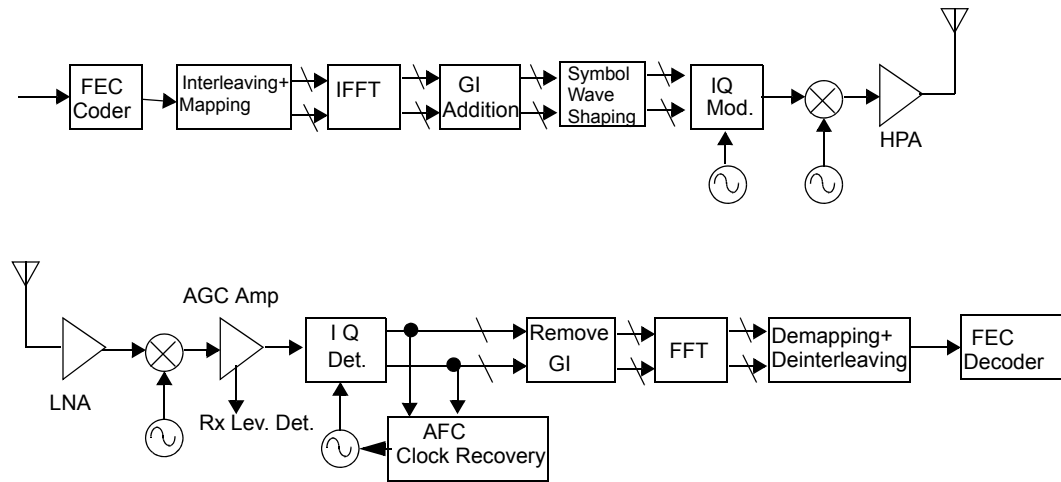 FEC
Coder
Interleaving+
Mapping
IFFT
GI
Addition
Symbol
Wave
Shaping
IQ
Mod.
HPA
AGC Amp
LNA
Rx Lev. Det.
I Q
Det.
AFC
Clock Recovery
Remove
GI
FFT
Demapping+
Deinterleaving
FEC
Decoder